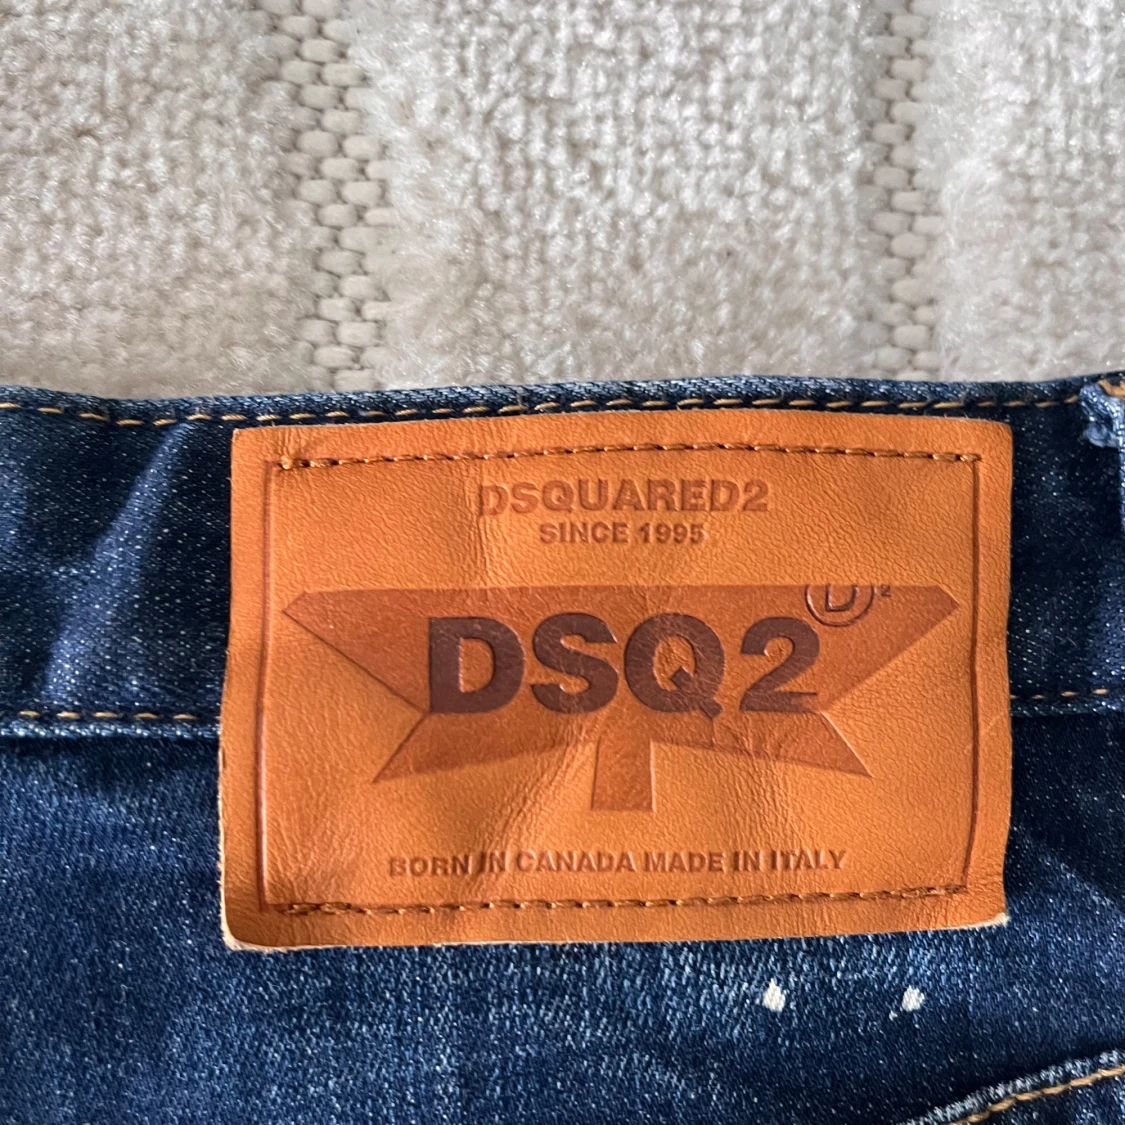 DSQUARED2
SINCE 1995
D2
DSQ2
BORN IN CANADA MADE IN ITALY